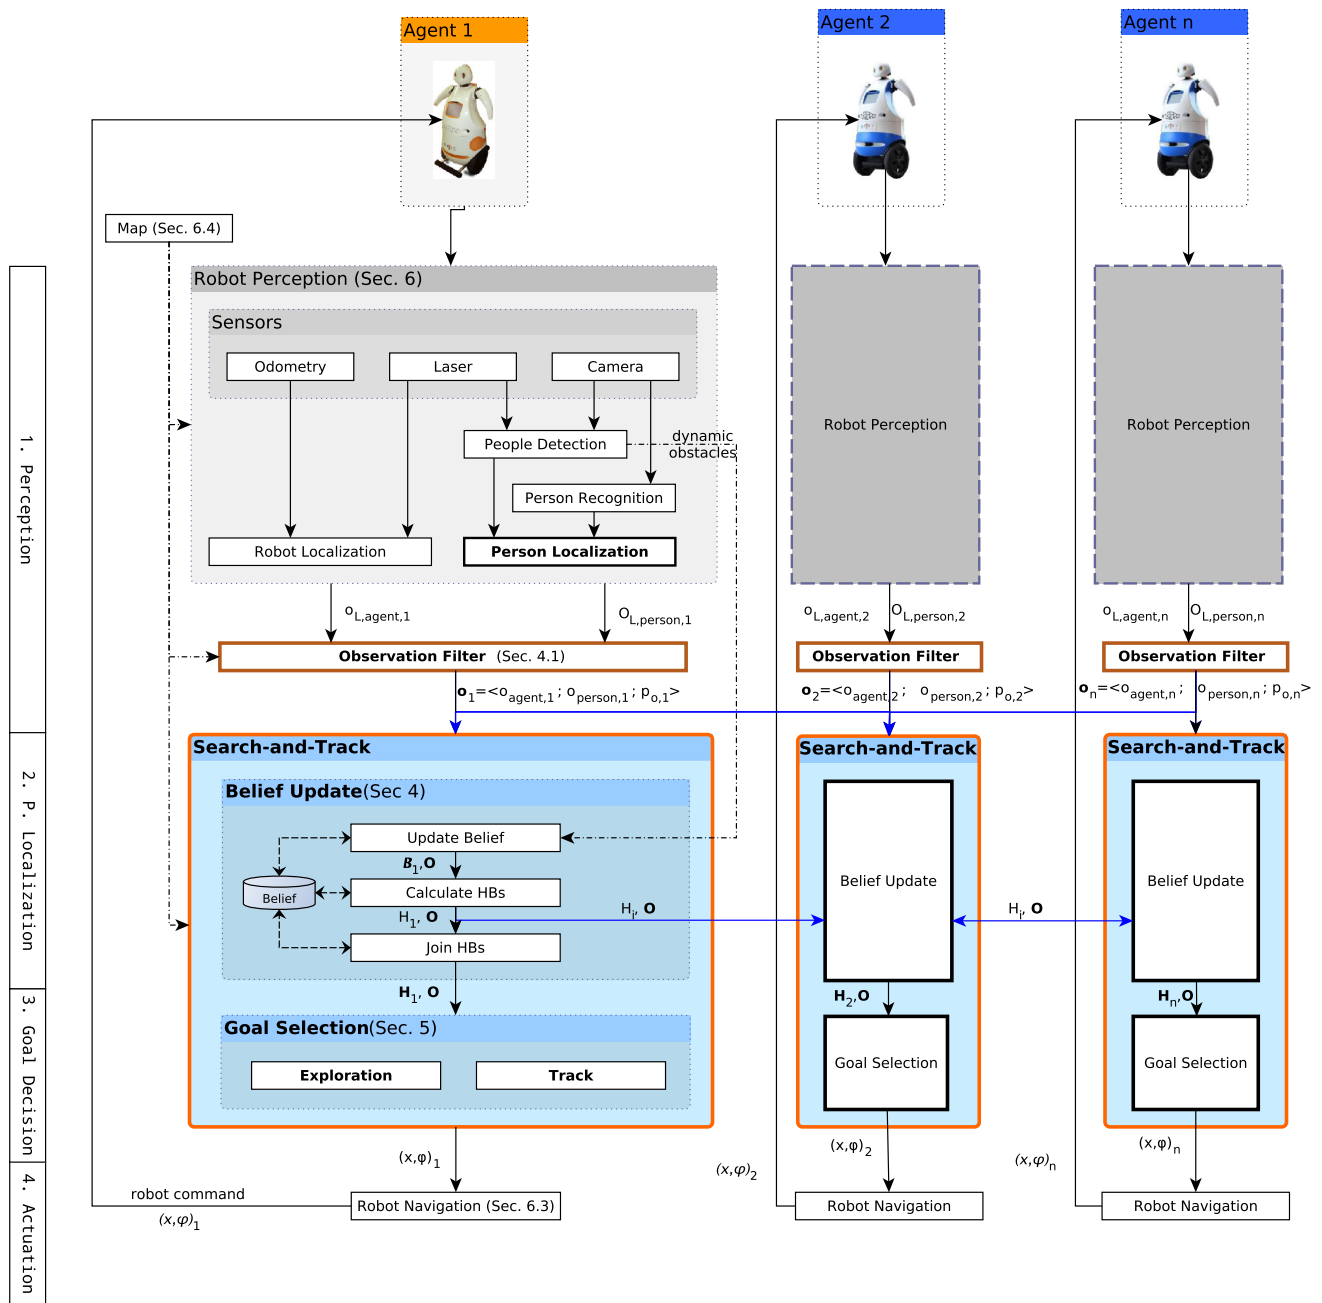 Agent 1
Agent 2
Agent n
Map (Sec. 6.4)
1. Perception
2. P. Localization
3. Goal Decision
4. Actuation
Robot Perception (Sec. 6)
Sensors
Odometry
Laser
Camera
People Detection
dynamic
obstacles
Person Recognition
Robot Localization
Person Localization
Robot Perception
Robot Perception
o_L,agent,1
O_L,person,1
o_L,agent,2
O_L,person,2
o_L,agent,n
O_L,person,n
Observation Filter (Sec. 4.1)
Observation Filter
Observation Filter
o_1=<o_agent,1 ; o_person,1 ; p_o,1>
o_2=<o_agent,2 ; o_person,2 ; p_o,2>
o_n=<o_agent,n ; o_person,n ; p_o,n>
Search-and-Track
Search-and-Track
Search-and-Track
Belief Update(Sec 4)
Update Belief
B_1,O
Belief
Calculate HBs
H_1, O
Join HBs
H_i, O
H_i, O
Belief Update
Belief Update
H_1, O
H_2,O
H_n,O
Goal Selection(Sec. 5)
Exploration
Track
Goal Selection
Goal Selection
(x,φ)_1
(x,φ)_2
(x,φ)_n
(x,φ)_2
(x,φ)_n
robot command
(x,φ)_1
Robot Navigation (Sec. 6.3)
Robot Navigation
Robot Navigation